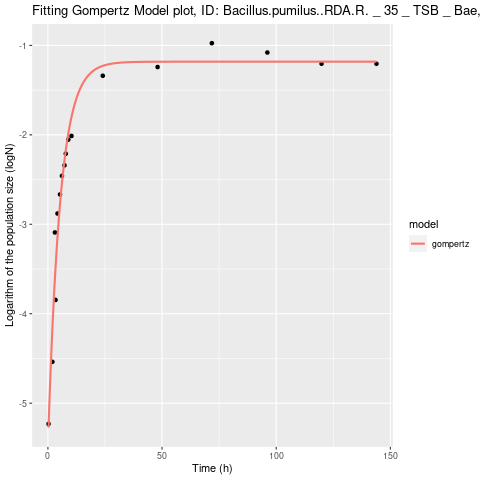 Fitting Gompertz Model plot, ID: Bacillus.pumilus..RDA.R. _ 35 _ TSB _ Bae,
-1
-2
-3
-4
-5
Logarithm of the population size (logN)
0
50
100
150
Time (h)
model
gompertz